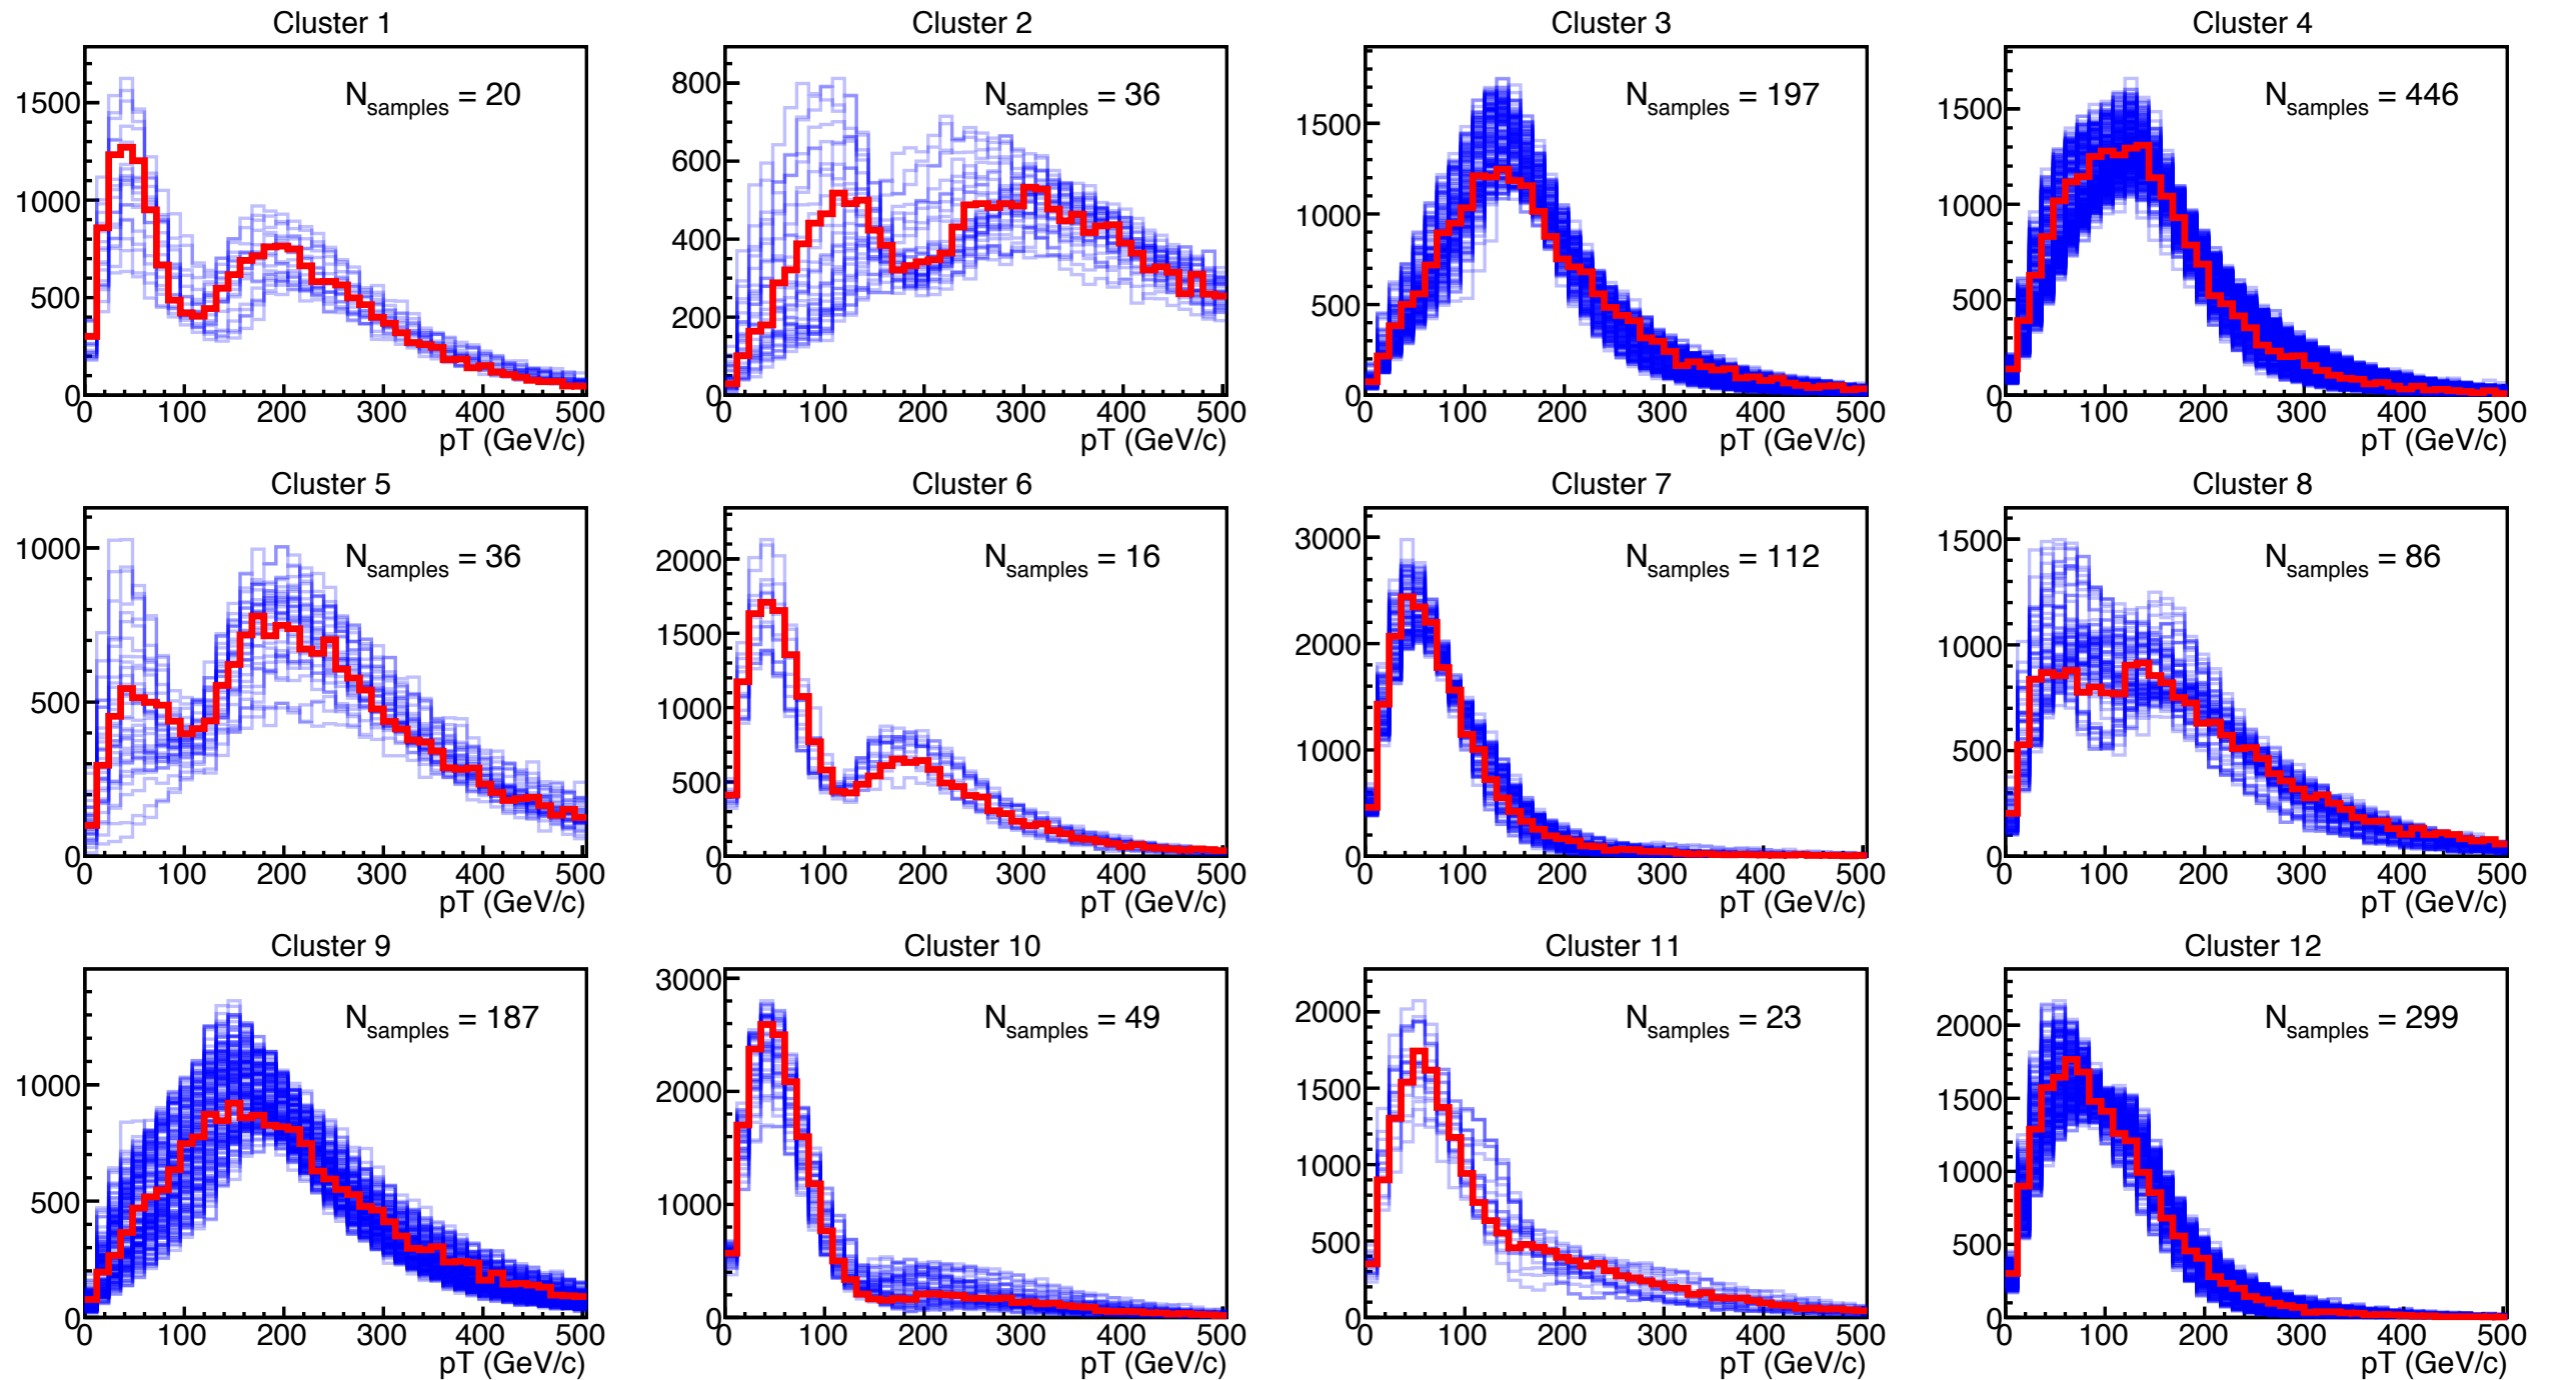 Cluster 1
Cluster 2
Cluster 3
Cluster 4
N_samples = 20
N_samples = 36
N_samples = 197
N_samples = 446
1500
1000
500
0
0 100 200 300 400 500
pT (GeV/c)
800
600
400
200
0
0 100 200 300 400 500
pT (GeV/c)
1500
1000
500
0
0 100 200 300 400 500
pT (GeV/c)
1500
1000
500
0
0 100 200 300 400 500
pT (GeV/c)
Cluster 5
Cluster 6
Cluster 7
Cluster 8
N_samples = 36
N_samples = 16
N_samples = 112
N_samples = 86
1000
500
0
0 100 200 300 400 500
pT (GeV/c)
2000
1500
1000
500
0
0 100 200 300 400 500
pT (GeV/c)
3000
2000
1000
0
0 100 200 300 400 500
pT (GeV/c)
1500
1000
500
0
0 100 200 300 400 500
pT (GeV/c)
Cluster 9
Cluster 10
Cluster 11
Cluster 12
N_samples = 187
N_samples = 49
N_samples = 23
N_samples = 299
1000
500
0
0 100 200 300 400 500
pT (GeV/c)
3000
2000
1000
0
0 100 200 300 400 500
pT (GeV/c)
2000
1500
1000
500
0
0 100 200 300 400 500
pT (GeV/c)
2000
1500
1000
500
0
0 100 200 300 400 500
pT (GeV/c)